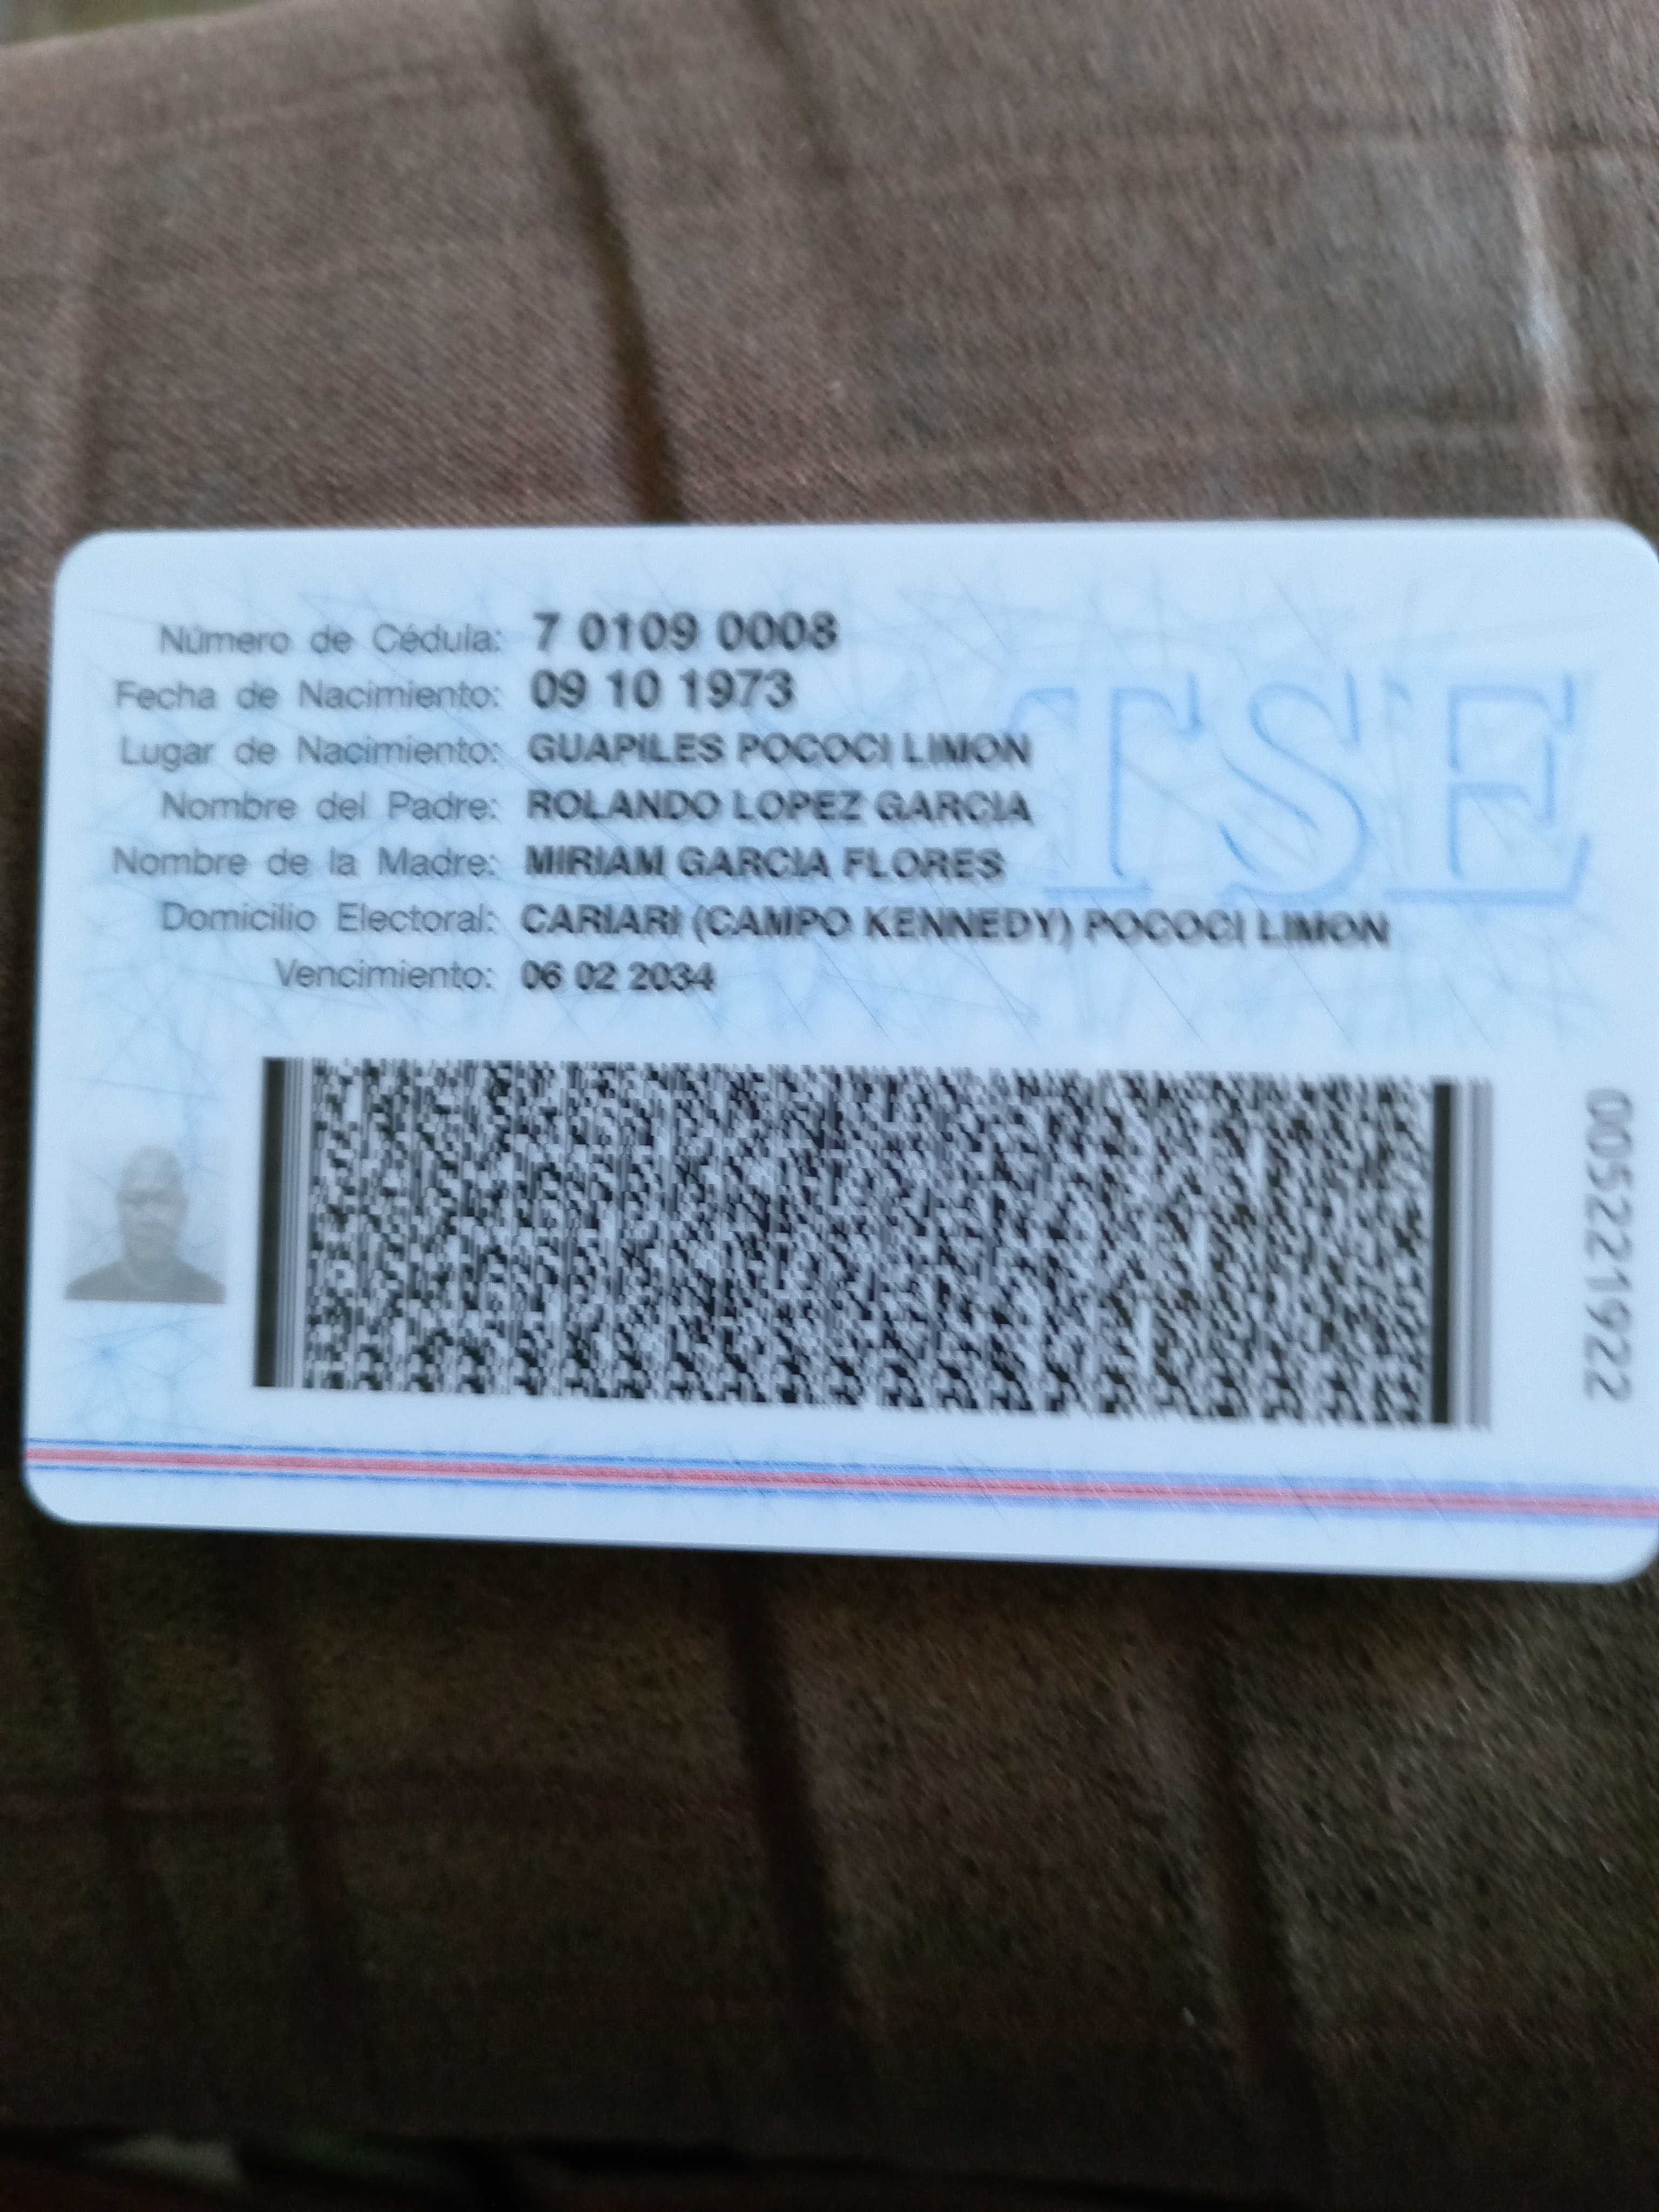 Número de Cédula: 7 0109 0008
Fecha de Nacimiento: 09 10 1973
Lugar de Nacimiento: GUAPILES POCOCI LIMON
Nombre del Padre: ROLANDO LOPEZ GARCIA
Nombre de la Madre: MIRIAM GARCIA FLORES
Domicilio Electoral: CARIARI (CAMPO KENNEDY) POCOCI LIMON
Vencimiento: 06 02 2034
TSE
005221922